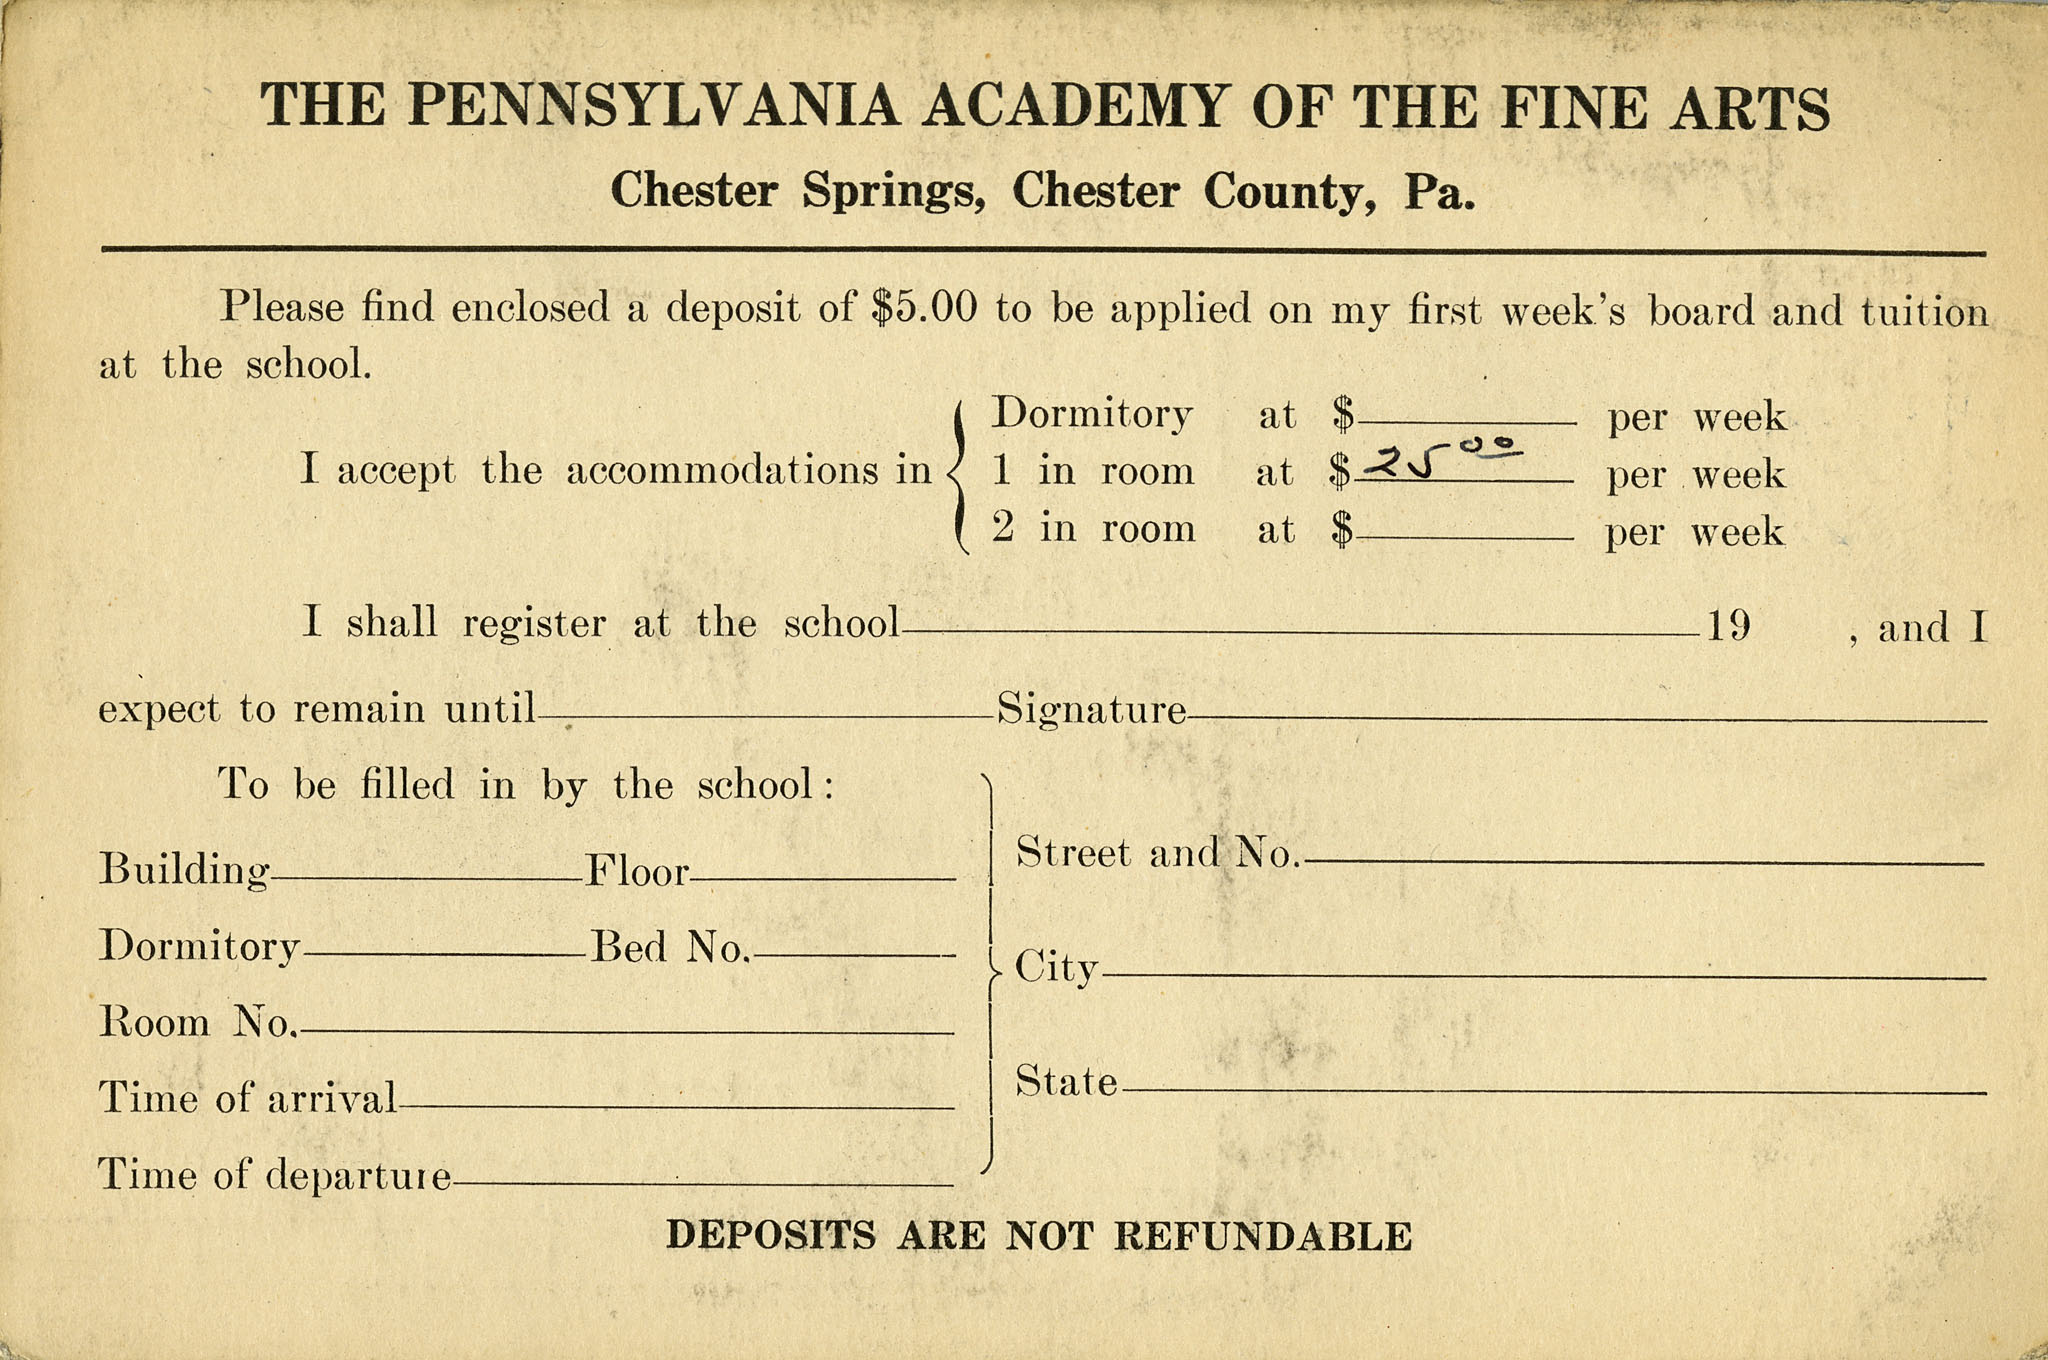 THE PENNSYLVANIA ACADEMY OF THE FINE ARTS
Chester Springs, Chester County, Pa.
Please find enclosed a deposit of $5.00 to be applied on my first week's board and tuition
at the school.
I accept the accommodations in
Dormitory at $ per week
1 in room at $ 25 00 per week
2 in room at $ per week
I shall register at the school 19 , and I
expect to remain until Signature
To be filled in by the school:
Building Floor
Dormitory Bed No.
Room No.
Time of arrival
Time of departure
Street and No.
City
State
DEPOSITS ARE NOT REFUNDABLE